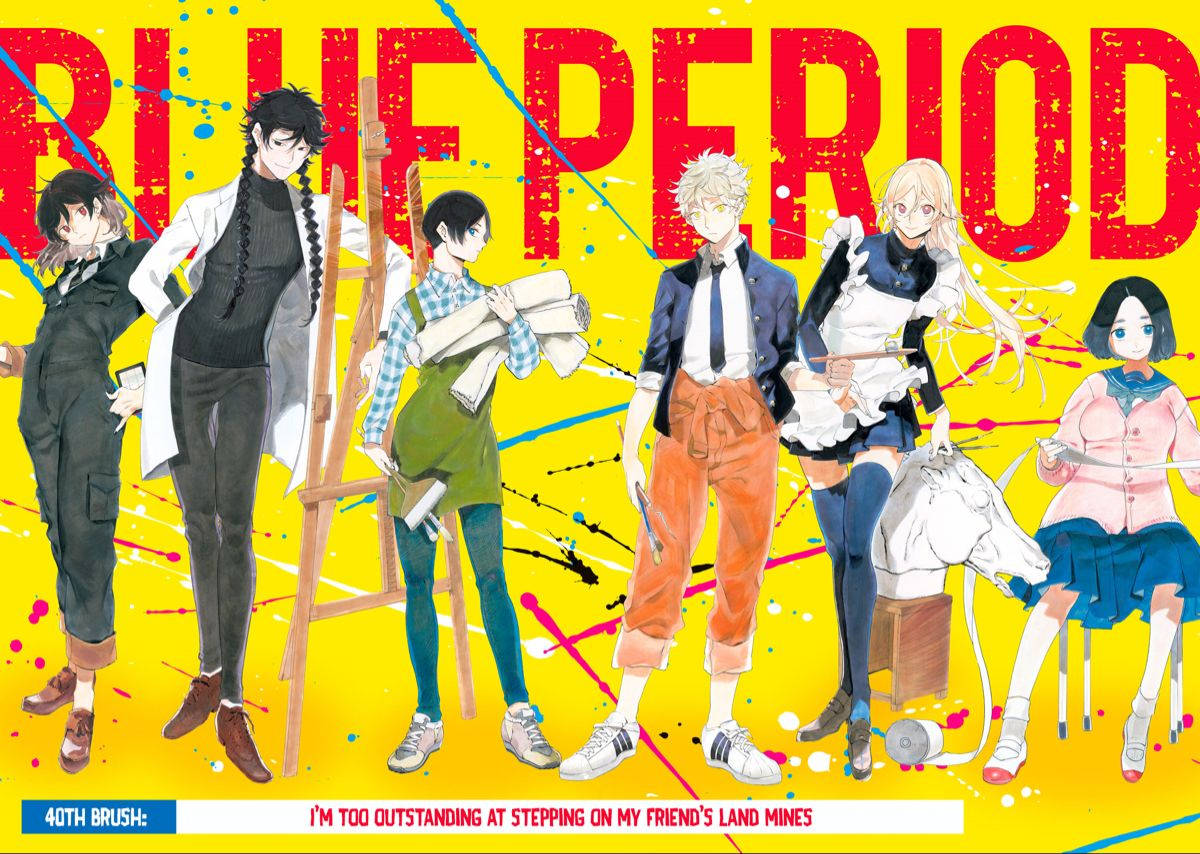 BLUE PERIOD
40TH BRUSH:
I'M TOO OUTSTANDING AT STEPPING ON MY FRIEND'S LAND MINES